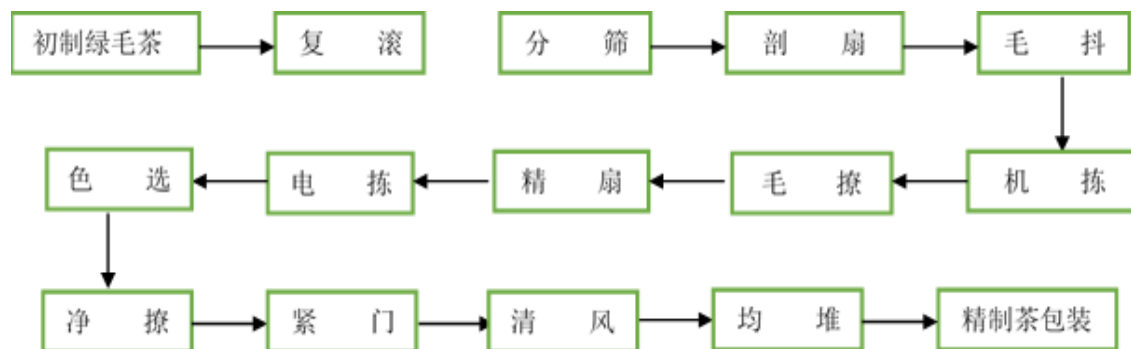 初制绿毛茶 复 滚 分 筛 剖 扇 毛 抖
色 选 电 拣 精 扇 毛 撩 机 拣
净 撩 紧 门 清 风 均 堆 精制茶包装